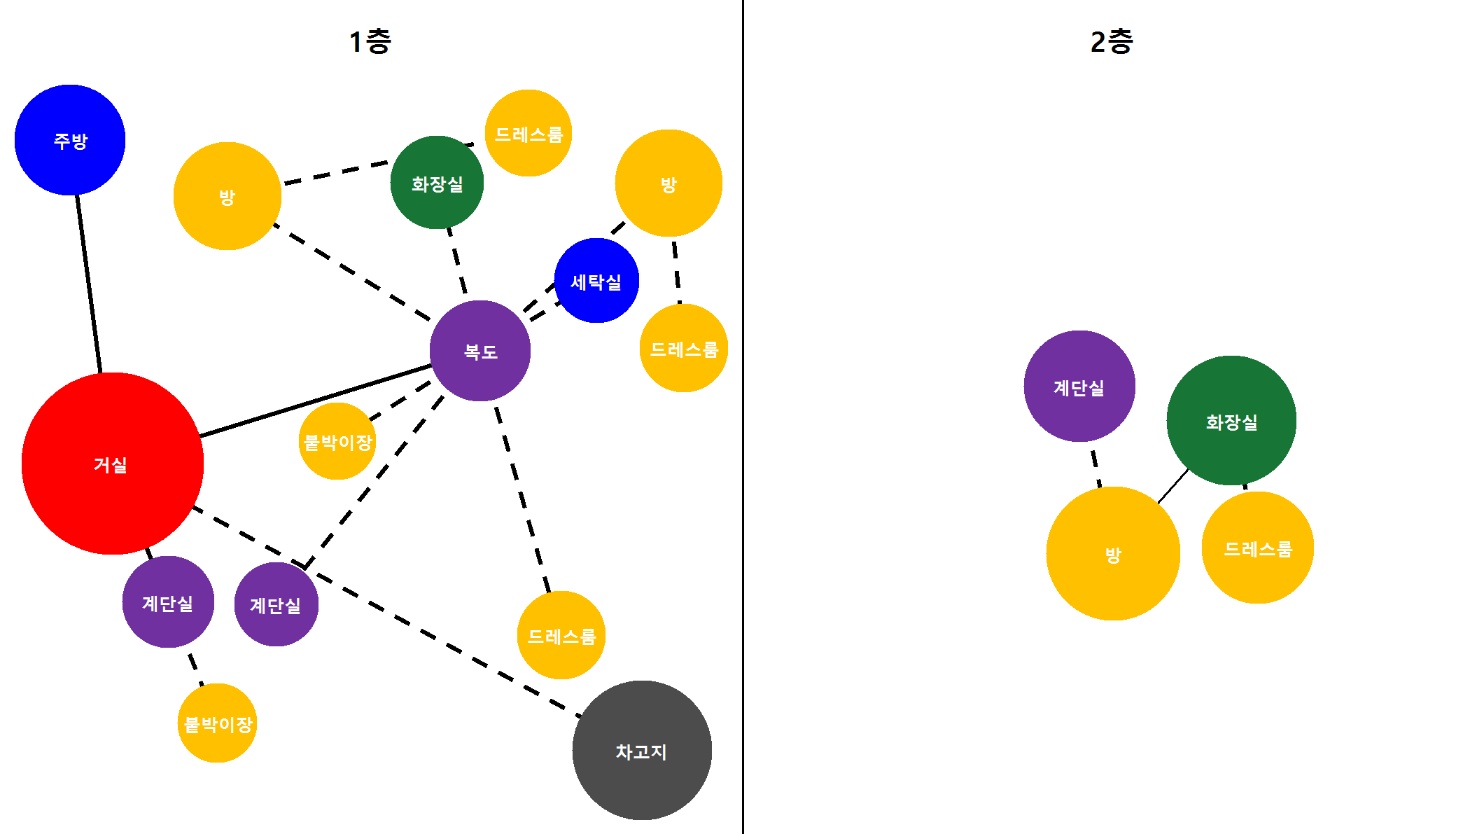 1층
주방
방
화장실
드레스룸
방
세탁실
드레스룸
복도
거실
붙박이장
계단실
계단실
드레스룸
붙박이장
차고지
2층
계단실
화장실
방
드레스룸